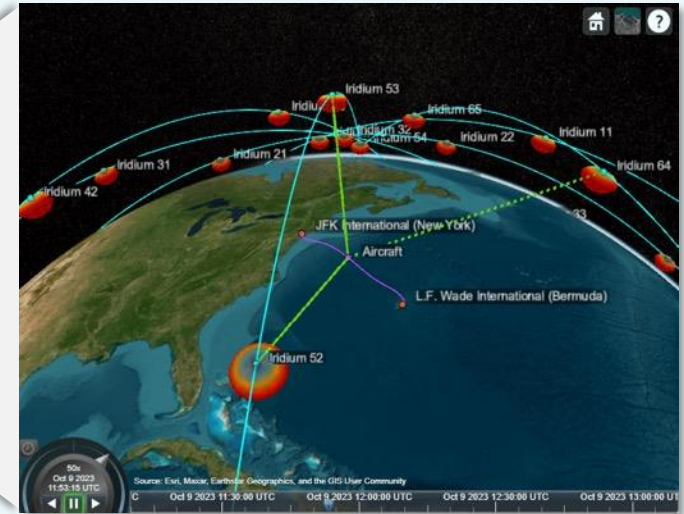 ?
Iridium 53
Iridiu
Iridium 65
Iridium 32
Iridium 54
Iridium 22
Iridium 11
Iridium 21
Iridium 31
Iridium 64
Iridium 42
33
JFK International (New York)
Aircraft
L.F. Wade International (Bermuda)
Iridium 52
50x
Oct 9 2023
11:53:15 UTC
Source: Esri, Maxar, Earthstar Geographics, and the GIS User Community
C Oct 9 2023 11:30:00 UTC Oct 9 2023 12:00:00 UTC Oct 9 2023 12:30:00 UTC Oct 9 2023 13:00:00 UTC